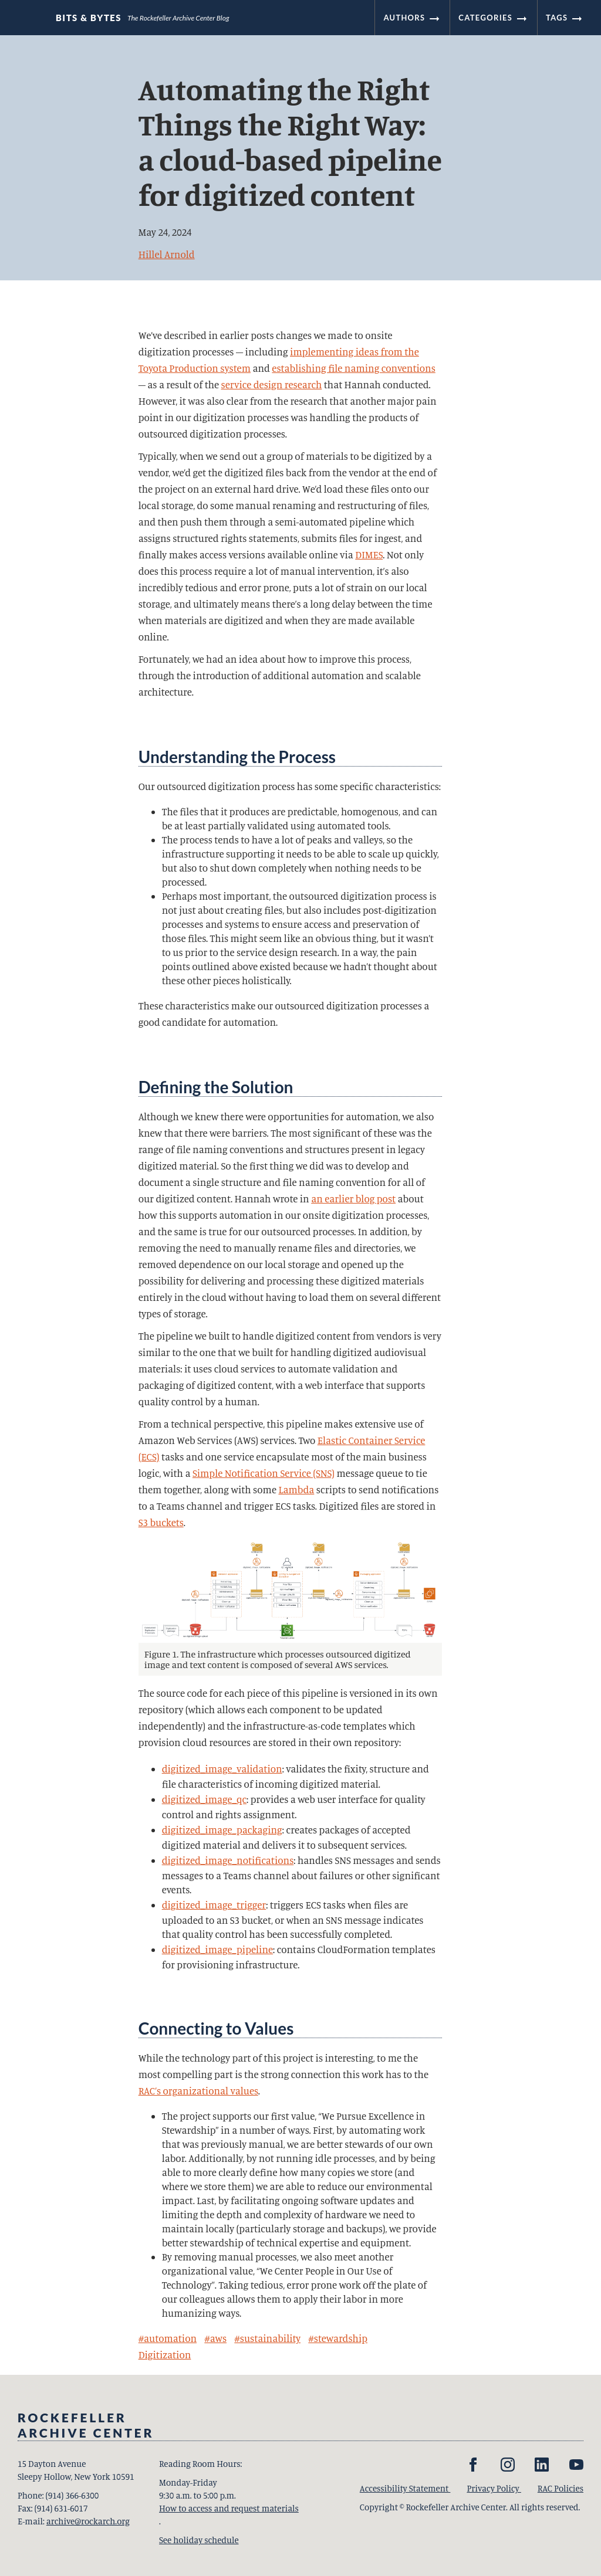 BITS & BYTES The Rockefeller Archive Center Blog
AUTHORS
CATEGORIES
TAGS
Automating the Right
Things the Right Way:
a cloud-based pipeline
for digitized content
May 24, 2024
Hillel Arnold
We've described in earlier posts changes we made to onsite
digitization processes — including implementing ideas from the
Toyota Production system and establishing file naming conventions
— as a result of the service design research that Hannah conducted.
However, it was also clear from the research that another major pain
point in our digitization processes was handling the products of
outsourced digitization processes.
Typically, when we send out a group of materials to be digitized by a
vendor, we'd get the digitized files back from the vendor at the end of
the project on an external hard drive. We'd load these files onto our
local storage, do some manual renaming and restructuring of files,
and then push them through a semi-automated pipeline which
assigns structured rights statements, submits files for ingest, and
finally makes access versions available online via DIMES. Not only
does this process require a lot of manual intervention, it's also
incredibly tedious and error prone, puts a lot of strain on our local
storage, and ultimately means there's a long delay between the time
when materials are digitized and when they are made available
online.
Fortunately, we had an idea about how to improve this process,
through the introduction of additional automation and scalable
architecture.
Understanding the Process
Our outsourced digitization process has some specific characteristics:
• The files that it produces are predictable, homogenous, and can
be at least partially validated using automated tools.
• The process tends to have a lot of peaks and valleys, so the
infrastructure supporting it needs to be able to scale up quickly,
but also to shut down completely when nothing needs to be
processed.
• Perhaps most important, the outsourced digitization process is
not just about creating files, but also includes post-digitization
processes and systems to ensure access and preservation of
those files. This might seem like an obvious thing, but it wasn't
to us prior to the service design research. In a way, the pain
points outlined above existed because we hadn't thought about
these other pieces holistically.
These characteristics make our outsourced digitization processes a
good candidate for automation.
Defining the Solution
Although we knew there were opportunities for automation, we also
knew that there were barriers. The most significant of these was the
range of file naming conventions and structures present in legacy
digitized material. So the first thing we did was to develop and
document a single structure and file naming convention for all of
our digitized content. Hannah wrote in an earlier blog post about
how this supports automation in our onsite digitization processes,
and the same is true for our outsourced processes. In addition, by
removing the need to manually rename files and directories, we
removed dependence on our local storage and opened up the
possibility for delivering and processing these digitized materials
entirely in the cloud without having to load them on several different
types of storage.
The pipeline we built to handle digitized content from vendors is very
similar to the one that we built for handling digitized audiovisual
materials: it uses cloud services to automate validation and
packaging of digitized content, with a web interface that supports
quality control by a human.
From a technical perspective, this pipeline makes extensive use of
Amazon Web Services (AWS) services. Two Elastic Container Service
(ECS) tasks and one service encapsulate most of the main business
logic, with a Simple Notification Service (SNS) message queue to tie
them together, along with some Lambda scripts to send notifications
to a Teams channel and trigger ECS tasks. Digitized files are stored in
S3 buckets.
Figure 1. The infrastructure which processes outsourced digitized
image and text content is composed of several AWS services.
The source code for each piece of this pipeline is versioned in its own
repository (which allows each component to be updated
independently) and the infrastructure-as-code templates which
provision cloud resources are stored in their own repository:
• digitized_image_validation: validates the fixity, structure and
file characteristics of incoming digitized material.
• digitized_image_qc: provides a web user interface for quality
control and rights assignment.
• digitized_image_packaging: creates packages of accepted
digitized material and delivers it to subsequent services.
• digitized_image_notifications: handles SNS messages and sends
messages to a Teams channel about failures or other significant
events.
• digitized_image_trigger: triggers ECS tasks when files are
uploaded to an S3 bucket, or when an SNS message indicates
that quality control has been successfully completed.
• digitized_image_pipeline: contains CloudFormation templates
for provisioning infrastructure.
Connecting to Values
While the technology part of this project is interesting, to me the
most compelling part is the strong connection this work has to the
RAC's organizational values.
• The project supports our first value, "We Pursue Excellence in
Stewardship" in a number of ways. First, by automating work
that was previously manual, we are better stewards of our own
labor. Additionally, by not running idle processes, and by being
able to more clearly define how many copies we store (and
where we store them) we are able to reduce our environmental
impact. Last, by facilitating ongoing software updates and
limiting the depth and complexity of hardware we need to
maintain locally (particularly storage and backups), we provide
better stewardship of technical expertise and equipment.
• By removing manual processes, we also meet another
organizational value, "We Center People in Our Use of
Technology". Taking tedious, error prone work off the plate of
our colleagues allows them to apply their labor in more
humanizing ways.
#automation #aws #sustainability #stewardship
Digitization
ROCKEFELLER
ARCHIVE CENTER
15 Dayton Avenue
Sleepy Hollow, New York 10591
Phone: (914) 366-6300
Fax: (914) 631-6017
E-mail: archive@rockarch.org
Reading Room Hours:
Monday-Friday
9:30 a.m. to 5:00 p.m.
How to access and request materials
.
See holiday schedule
Accessibility Statement Privacy Policy RAC Policies
Copyright © Rockefeller Archive Center. All rights reserved.